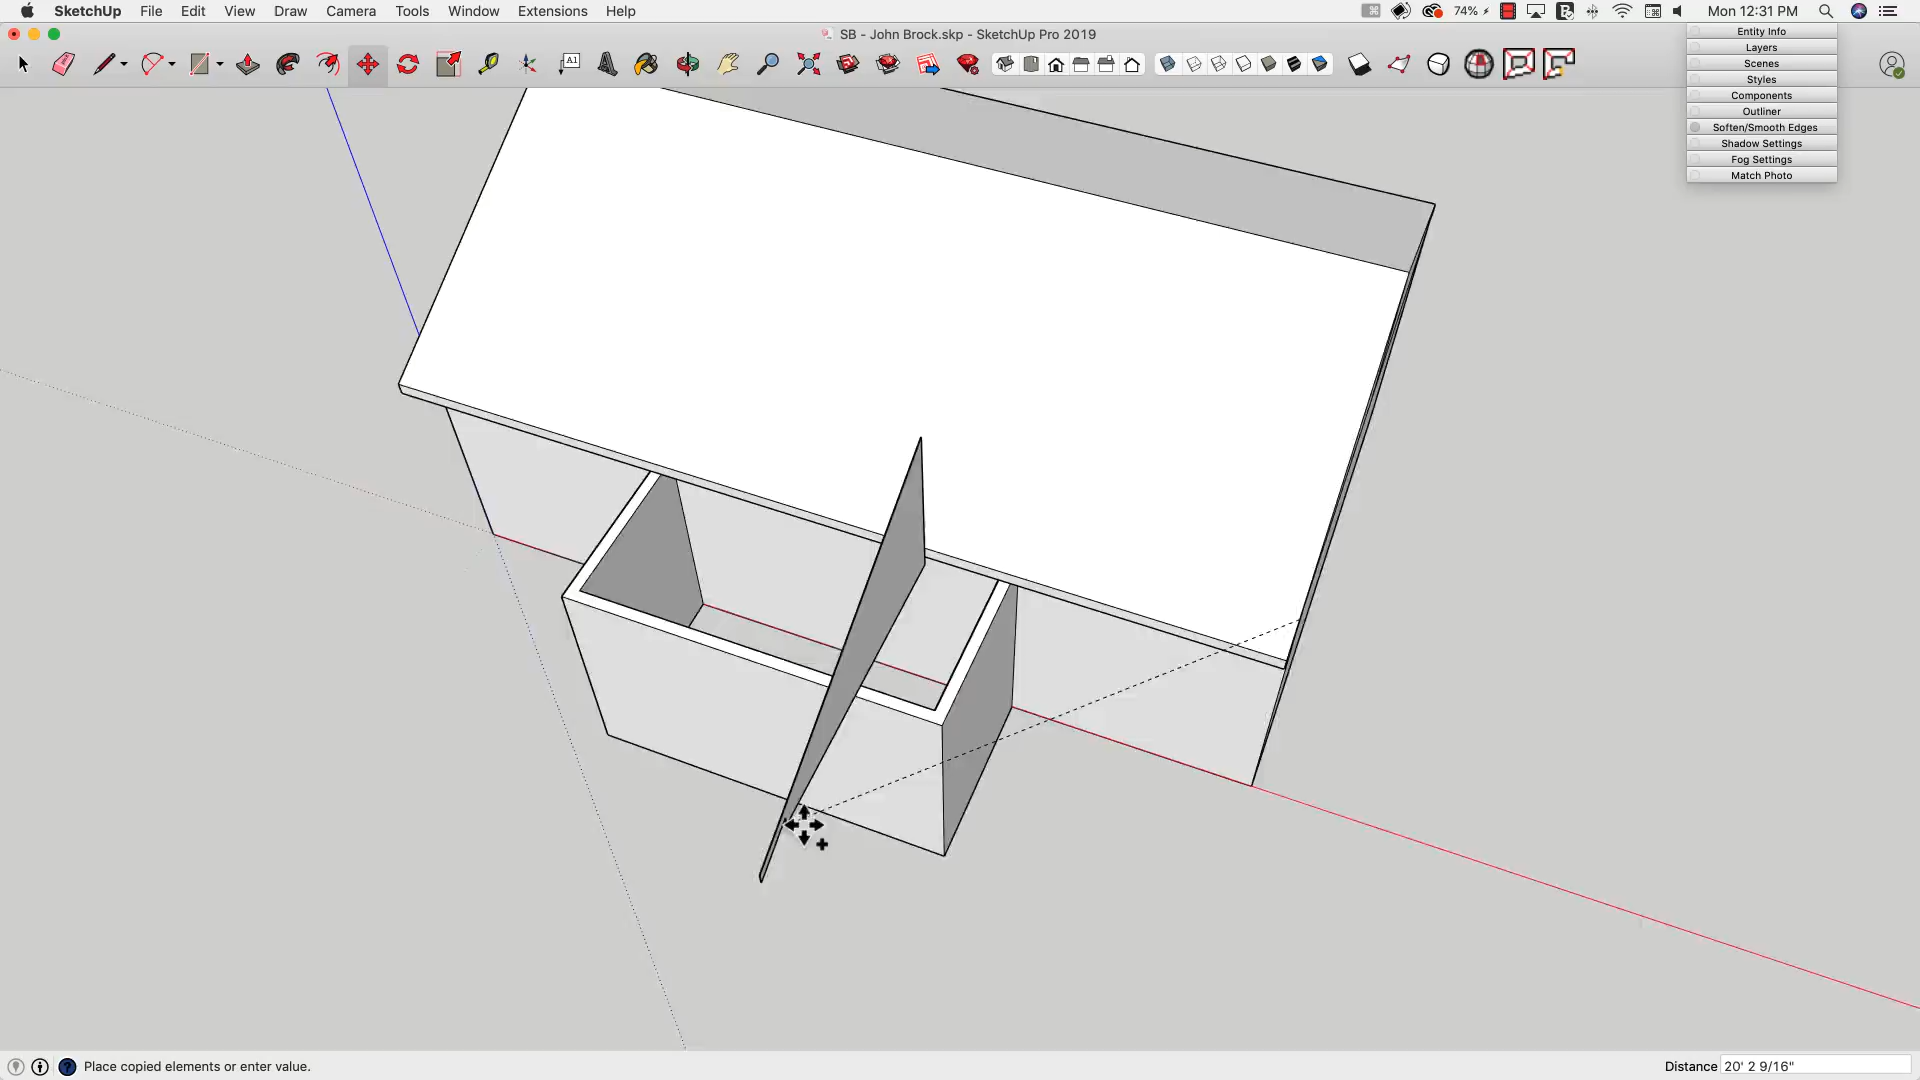 SketchUp File Edit View Draw Camera Tools Window Extensions Help 74% Mon 12:31 PM
SB - John Brock.skp - SketchUp Pro 2019
A1
Entity Info
Layers
Scenes
Styles
Components
Outliner
Soften/Smooth Edges
Shadow Settings
Fog Settings
Match Photo
Place copied elements or enter value. Distance 20' 2 9/16"